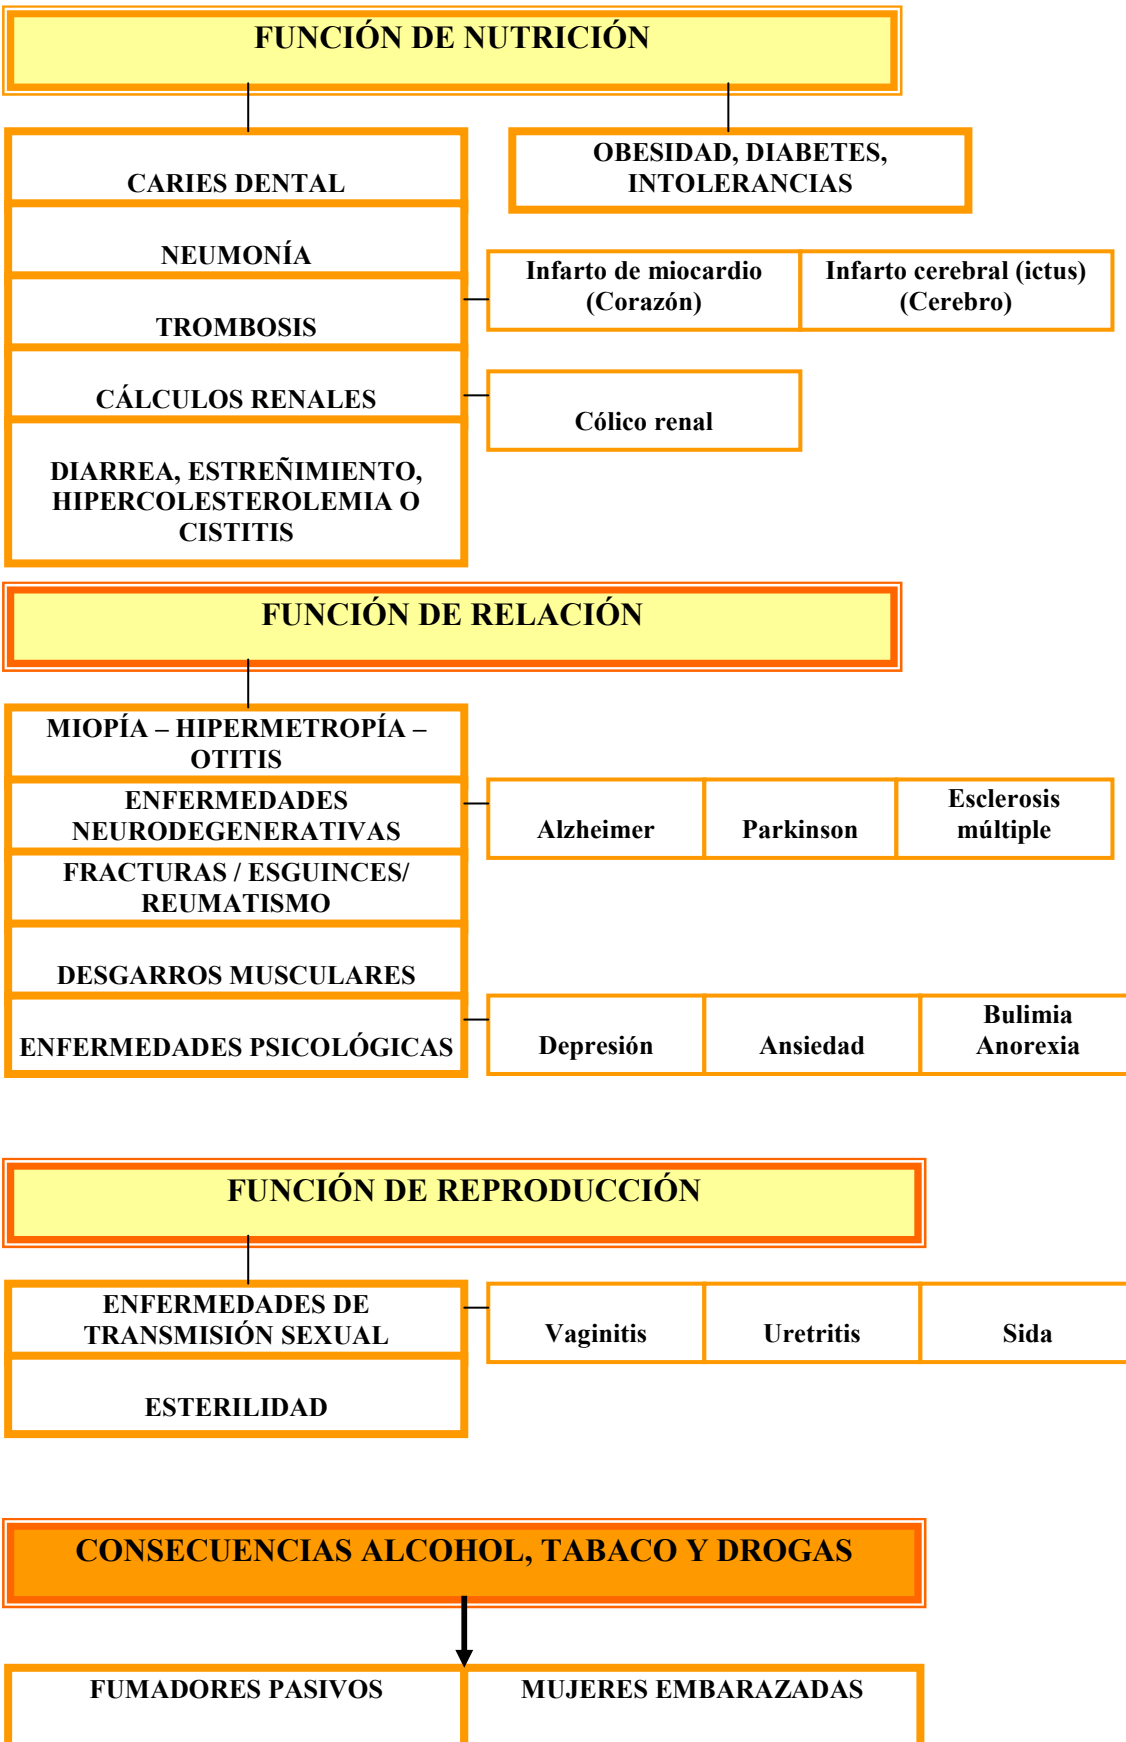 FUNCIÓN DE NUTRICIÓN
CARIES DENTAL
OBESIDAD, DIABETES,
INTOLERANCIAS
NEUMONÍA
TROMBOSIS
Infarto de miocardio
(Corazón)
Infarto cerebral (ictus)
(Cerebro)
CÁLCULOS RENALES
Cólico renal
DIARREA, ESTREÑIMIENTO,
HIPERCOLESTEROLEMIA O
CISTITIS
FUNCIÓN DE RELACIÓN
MIOPÍA – HIPERMETROPÍA –
OTITIS
ENFERMEDADES
NEURODEGENERATIVAS
Alzheimer
Parkinson
Esclerosis
múltiple
FRACTURAS / ESGUINCES/
REUMATISMO
DESGARROS MUSCULARES
ENFERMEDADES PSICOLÓGICAS
Depresión
Ansiedad
Bulimia
Anorexia
FUNCIÓN DE REPRODUCCIÓN
ENFERMEDADES DE
TRANSMISIÓN SEXUAL
Vaginitis
Uretritis
Sida
ESTERILIDAD
CONSECUENCIAS ALCOHOL, TABACO Y DROGAS
FUMADORES PASIVOS
MUJERES EMBARAZADAS